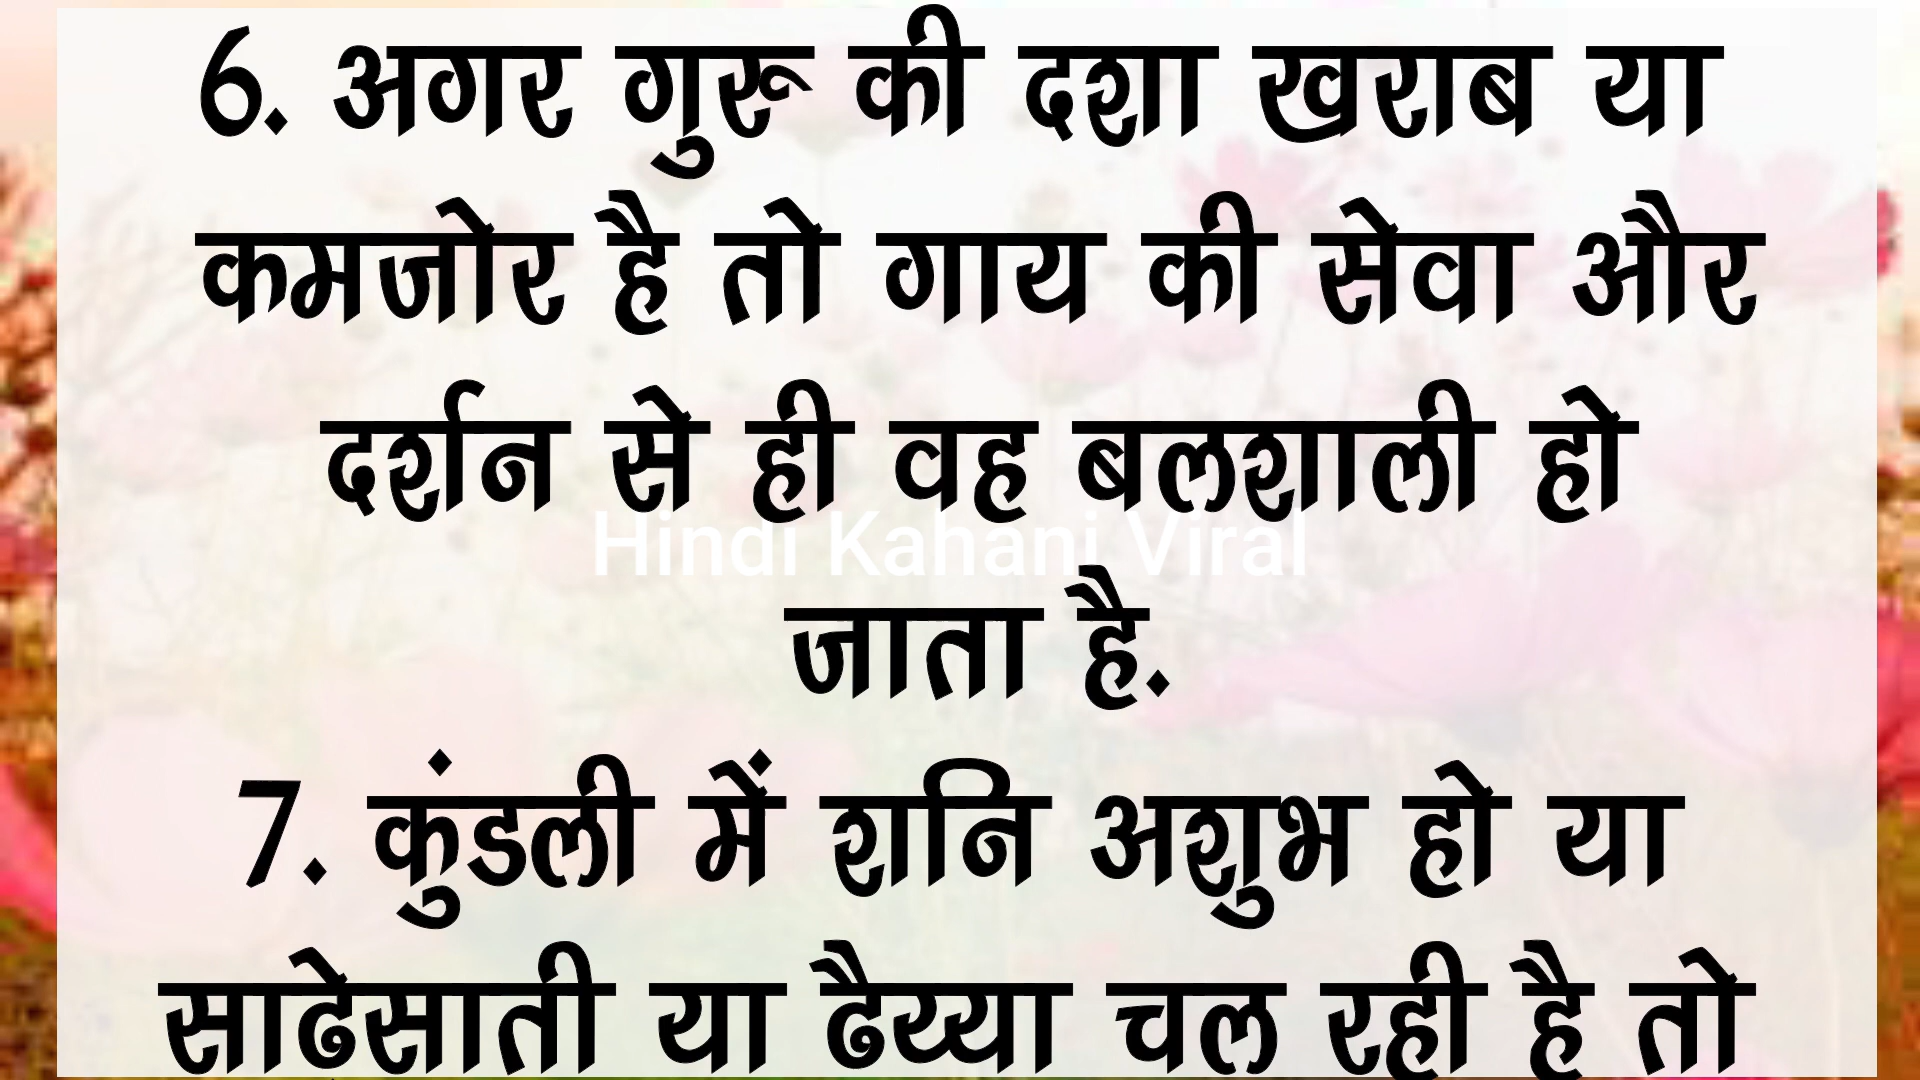 6. अगर गुरू की दशा खराब या
कमजोर है तो गाय की सेवा और
दर्शन से ही वह बलशाली हो
Hindi Kahani Viral
जाता है.
7. कुंडली में शनि अशुभ हो या
साढेसाती या ढैय्या चल रही है तो